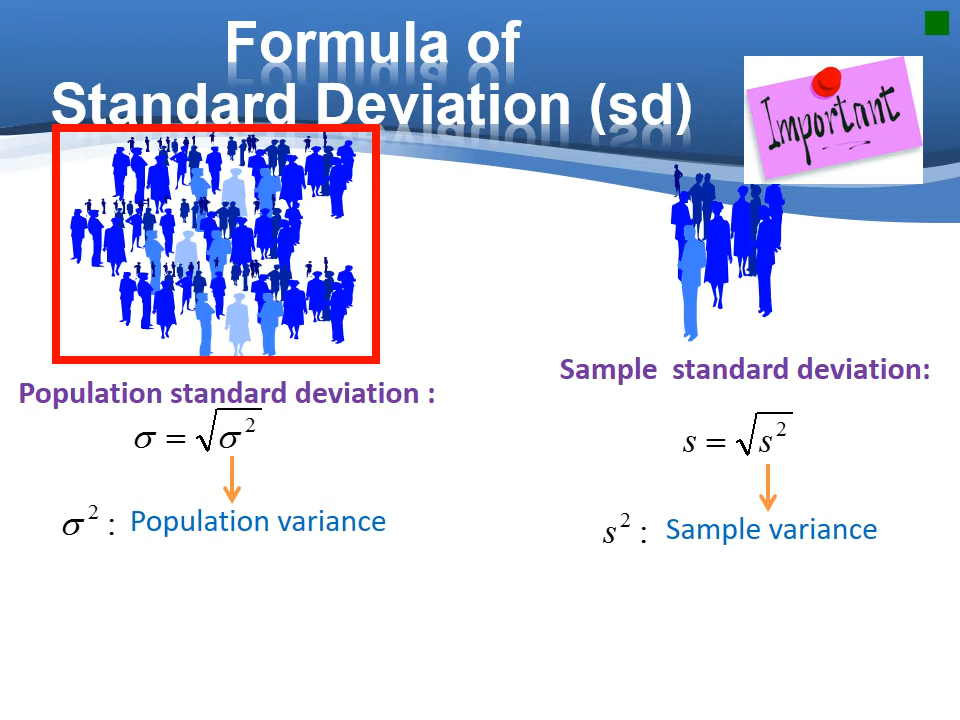 Formula of
Standard Deviation (sd)
Important
Population standard deviation :
σ = √σ²
σ² : Population variance
Sample standard deviation:
s = √s²
s² : Sample variance